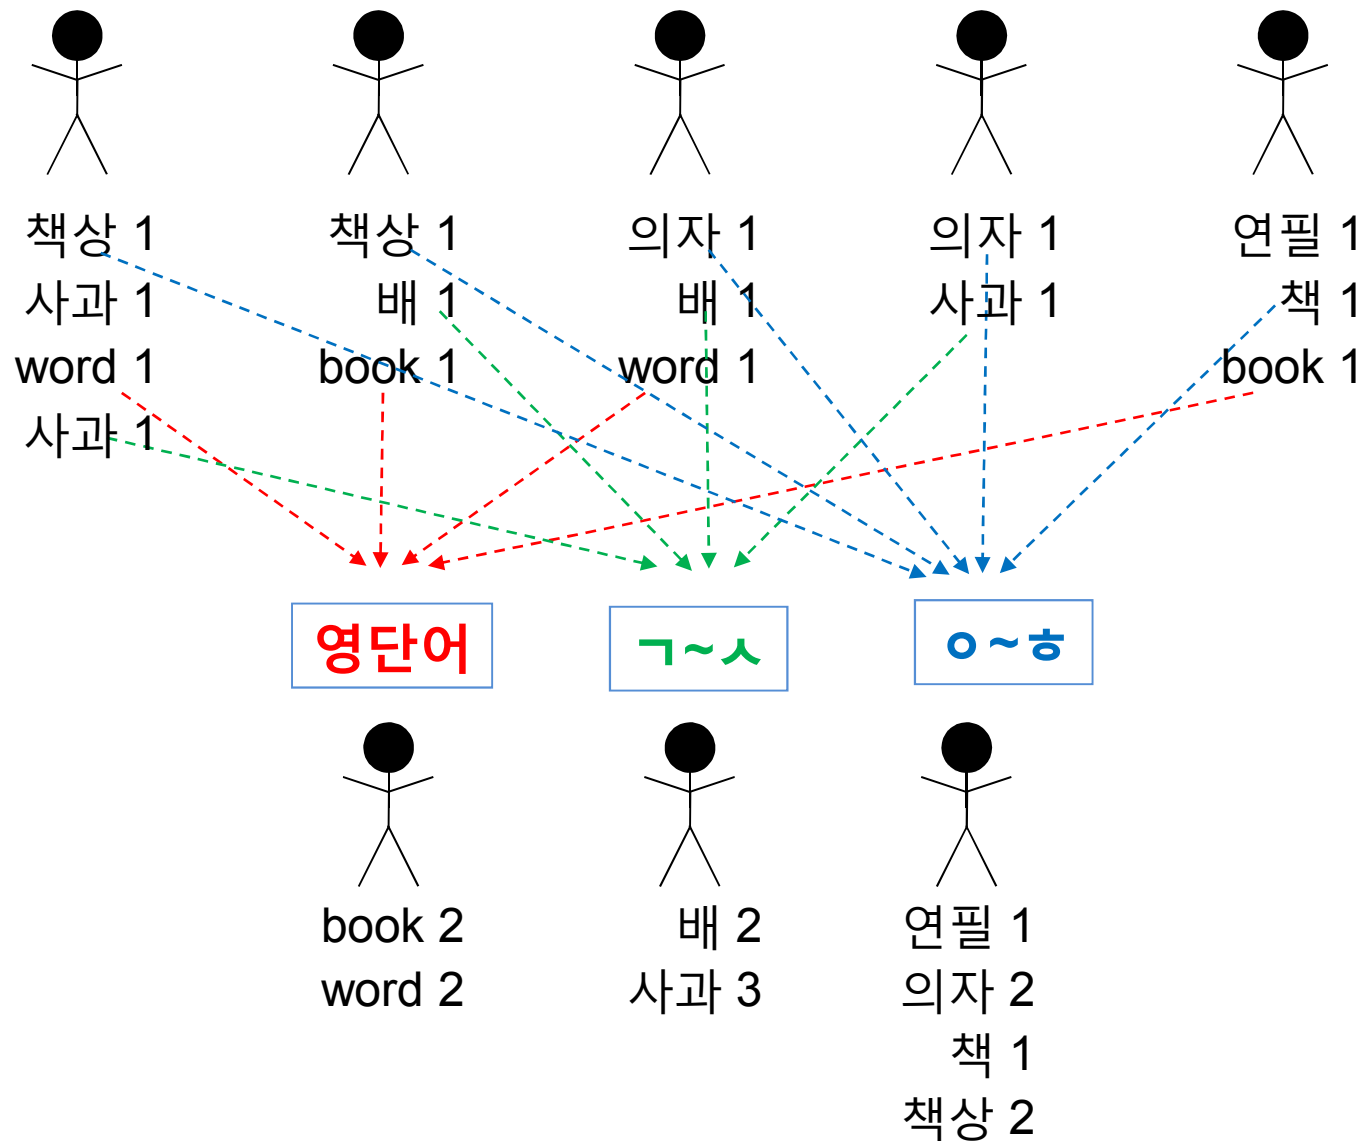 책상 1 책상 1 의자 1 의자 1 연필 1
사과 1 배 1 배 1 사과 1 책 1
word 1 book 1 word 1 book 1
사과 1
영단어 ㄱ~ㅅ ㅇ~ㅎ
book 2 배 2 연필 1
word 2 사과 3 의자 2
책 1
책상 2